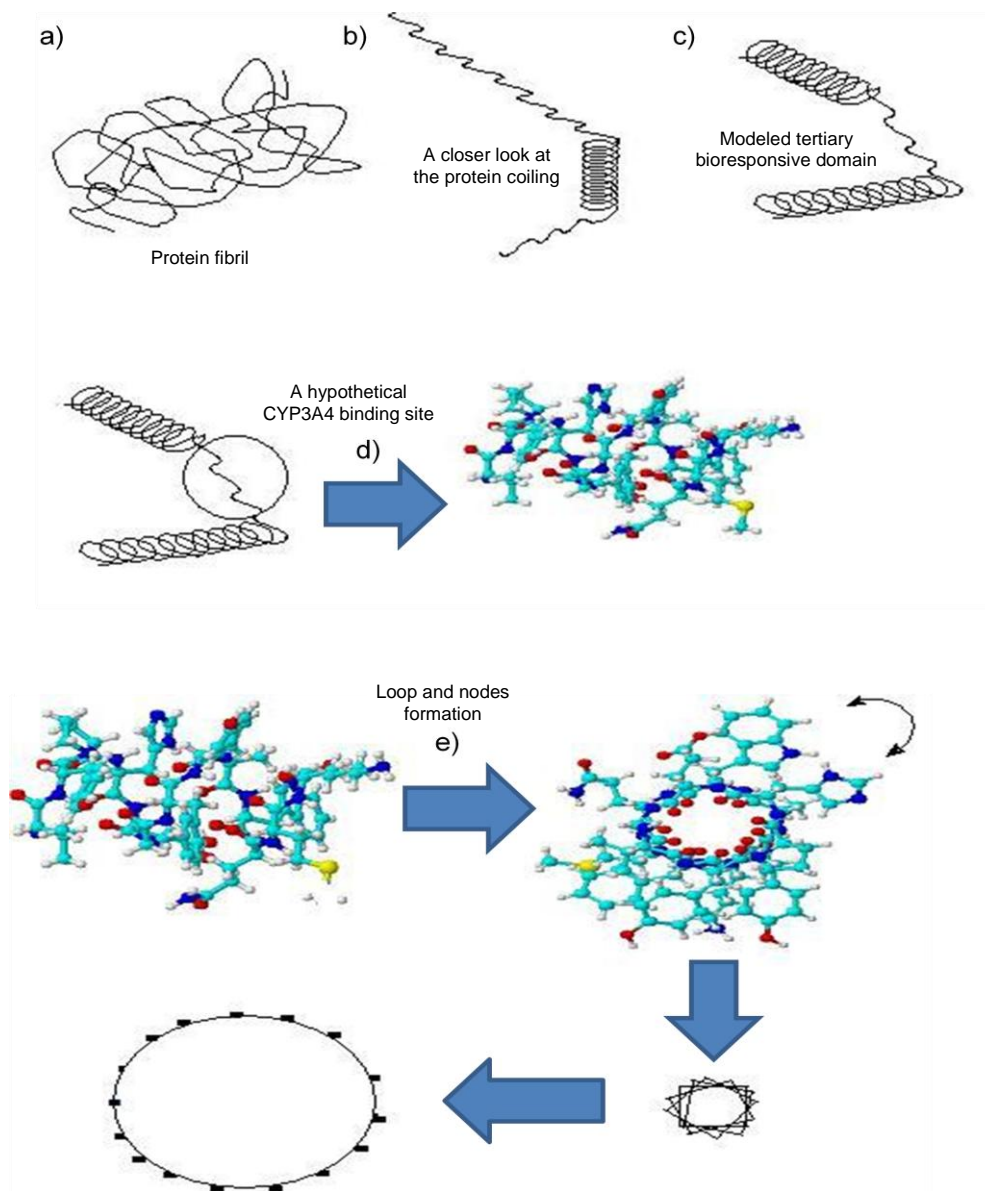 a)
b)
c)
A closer look at
the protein coiling
Modeled tertiary
bioresponsive domain
Protein fibril
A hypothetical
CYP3A4 binding site
d)
Loop and nodes
formation
e)